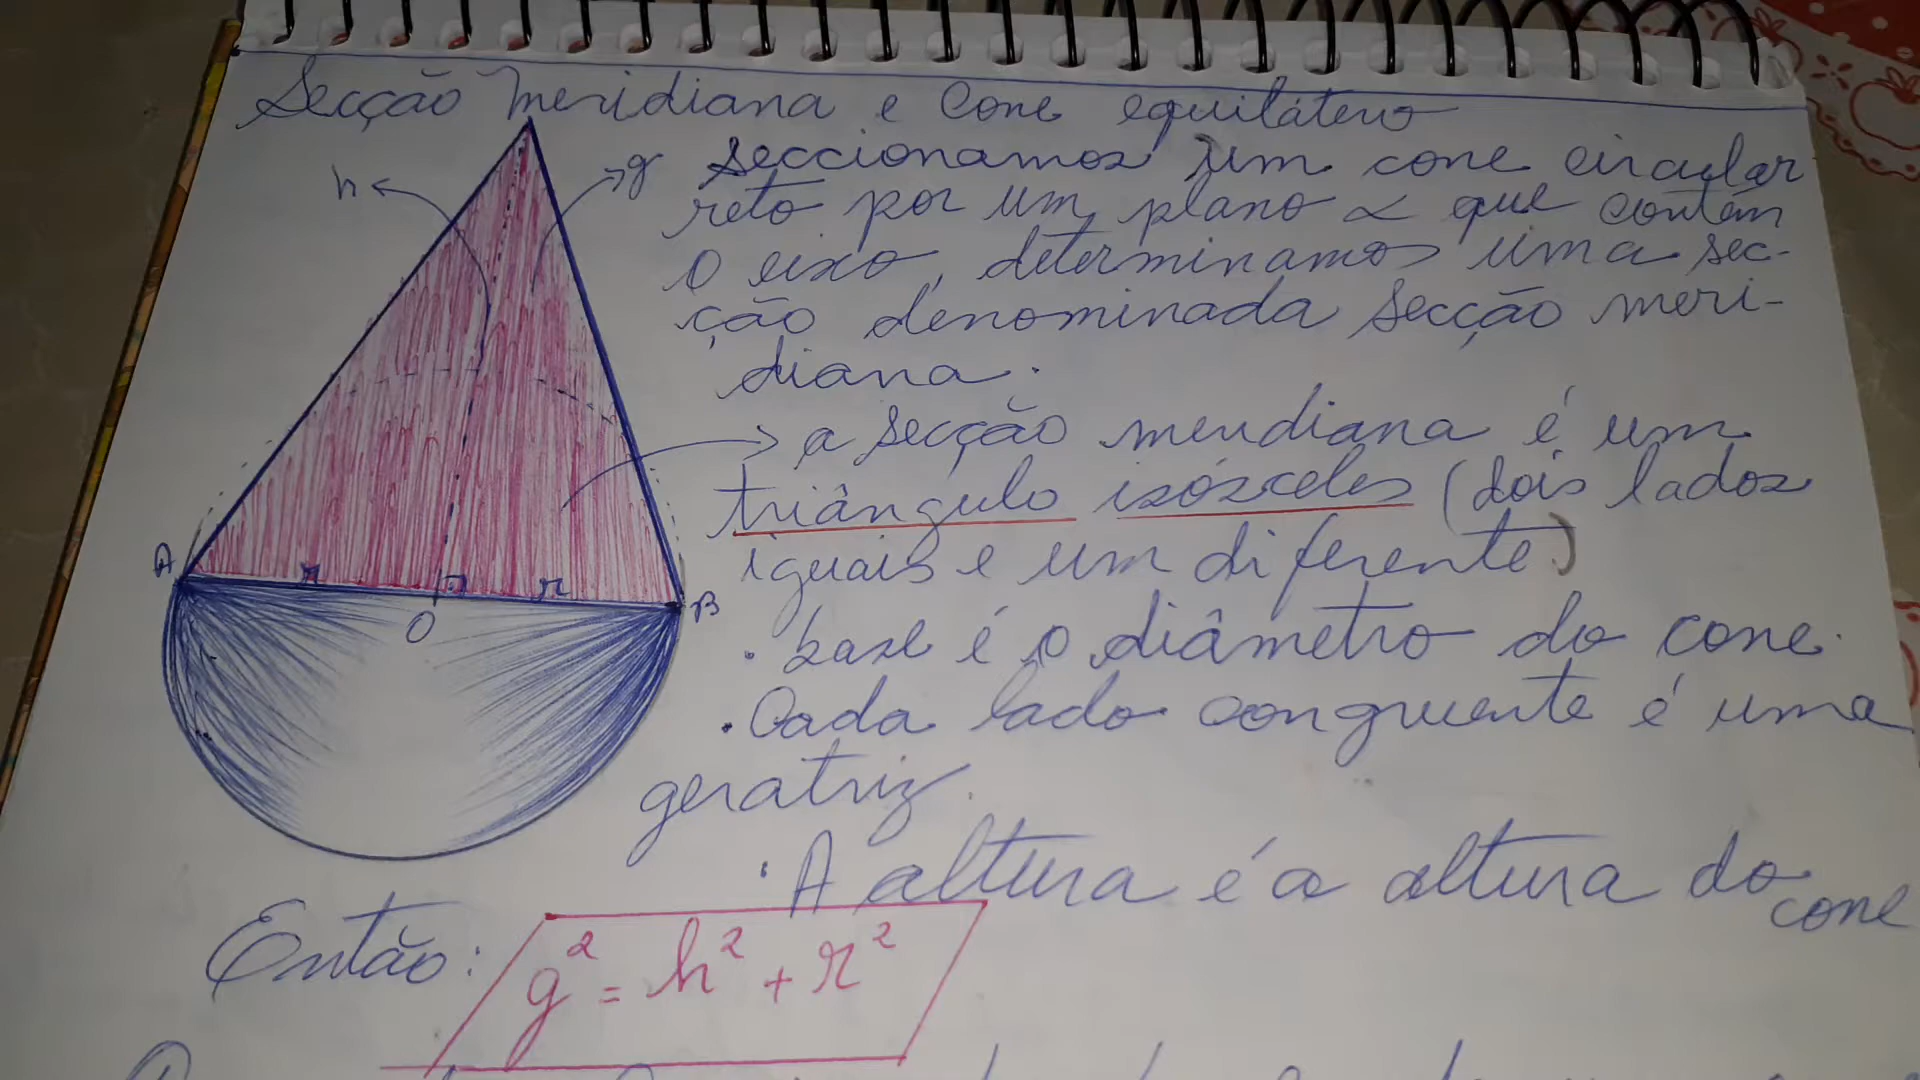 Secção Meridiana e Cone equilátero
h
g
Seccionamos um cone circular
reto por um plano α que contém
o eixo, determinamos uma sec-
ção denominada secção meri-
diana.
a secção meridiana é um
triângulo isósceles (dois lados
iguais e um diferente)
A
r
r
O
B
. base é o diâmetro do cone.
. Cada lado congruente é uma
geratriz.
. A altura é a altura do
cone
Então: g² = h² + r²